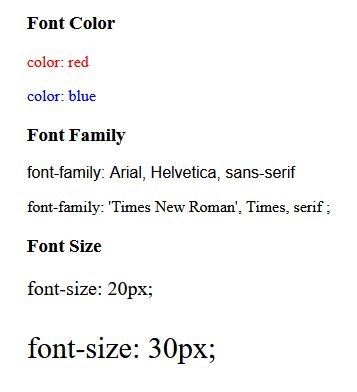 Font Color
color: red
color: blue
Font Family
font-family: Arial, Helvetica, sans-serif
font-family: 'Times New Roman', Times, serif ;
Font Size
font-size: 20px;
font-size: 30px;